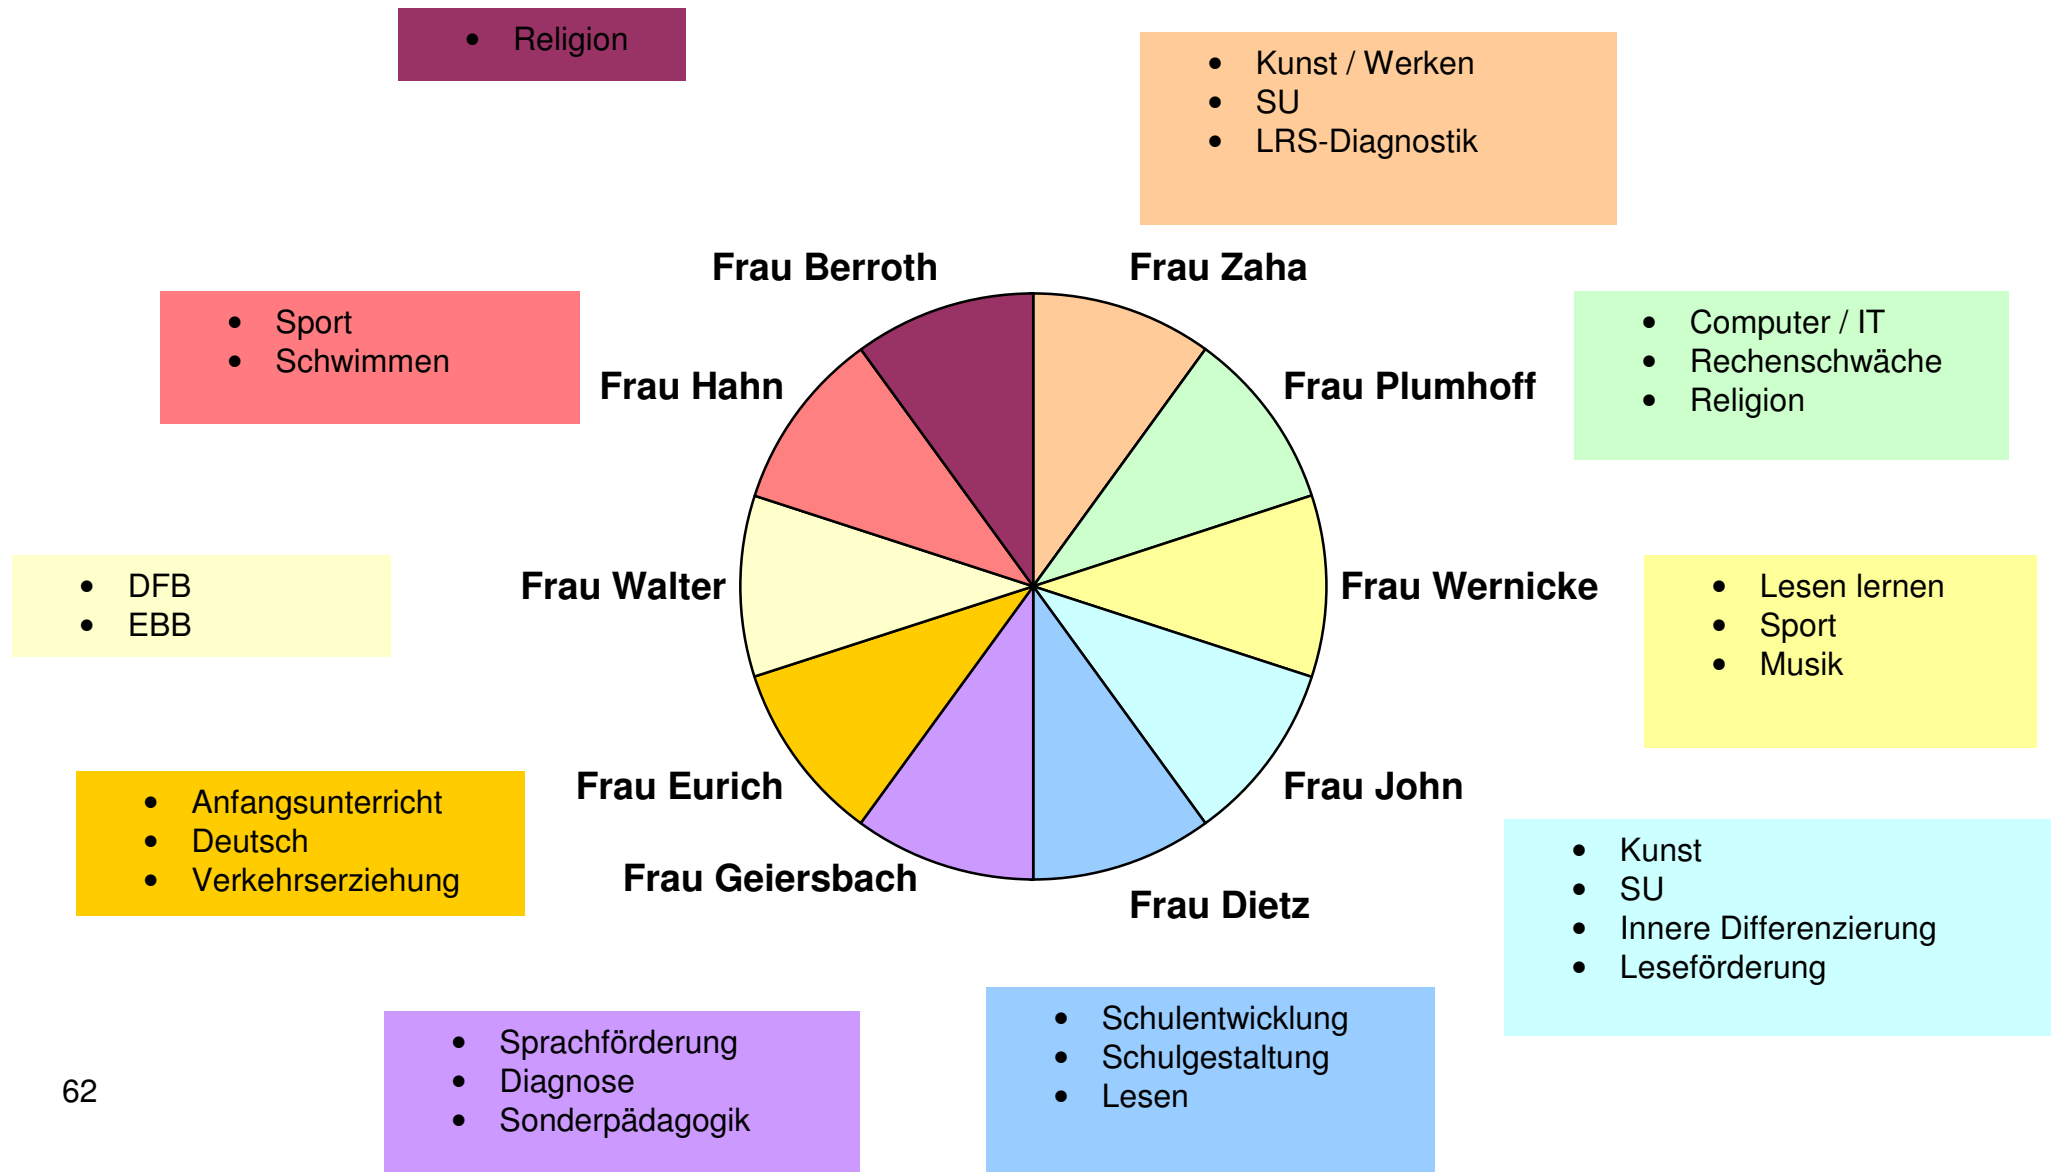 • Religion
• Kunst / Werken
• SU
• LRS-Diagnostik
Frau Berroth
Frau Zaha
• Sport
• Schwimmen
Frau Hahn
Frau Plumhoff
• Computer / IT
• Rechenschwäche
• Religion
• DFB
• EBB
Frau Walter
Frau Wernicke
• Lesen lernen
• Sport
• Musik
• Anfangsunterricht
• Deutsch
• Verkehrserziehung
Frau Eurich
Frau John
Frau Geiersbach
Frau Dietz
• Kunst
• SU
• Innere Differenzierung
• Leseförderung
• Sprachförderung
• Diagnose
• Sonderpädagogik
• Schulentwicklung
• Schulgestaltung
• Lesen
62